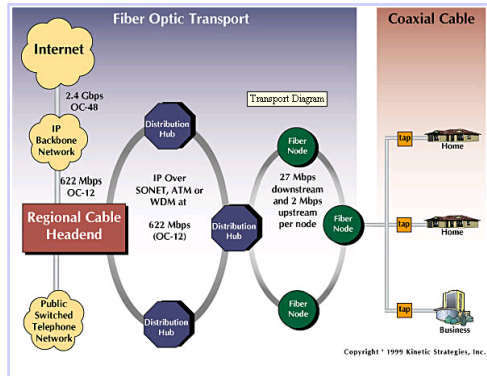 Fiber Optic Transport
Coaxial Cable
Internet
2.4 Gbps
OC-48
IP
Backbone
Network
622 Mbps
OC-12
Regional Cable
Headend
Public
Switched
Telephone
Network
Distribution
Hub
IP Over
SONET, ATM or
WDM at
622 Mbps
(OC-12)
Distribution
Hub
Distribution
Hub
Transport Diagram
Fiber
Node
27 Mbps
downstream
and 2 Mbps
upstream
per node
Fiber
Node
Fiber
Node
tap
Home
tap
Home
tap
Business
Copyright * 1999 Kinetic Strategies, Inc.